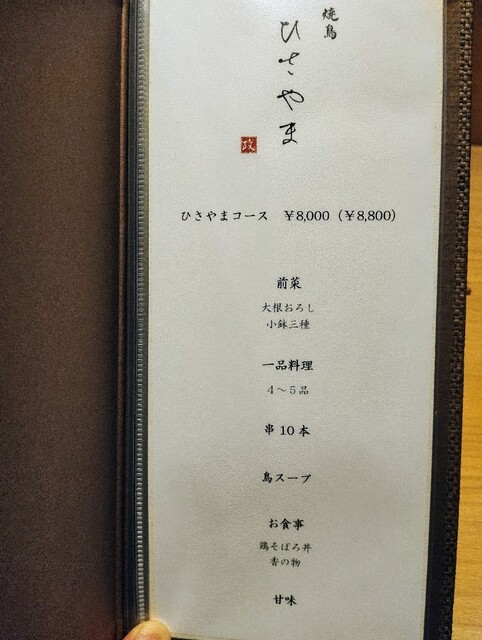 焼鳥
ひさやま
政
ひさやまコース ¥8,000（¥8,800）
前菜
大根おろし
小鉢三種
一品料理
4～5品
串10本
鳥スープ
お食事
鶏そぼろ丼
香の物
甘味